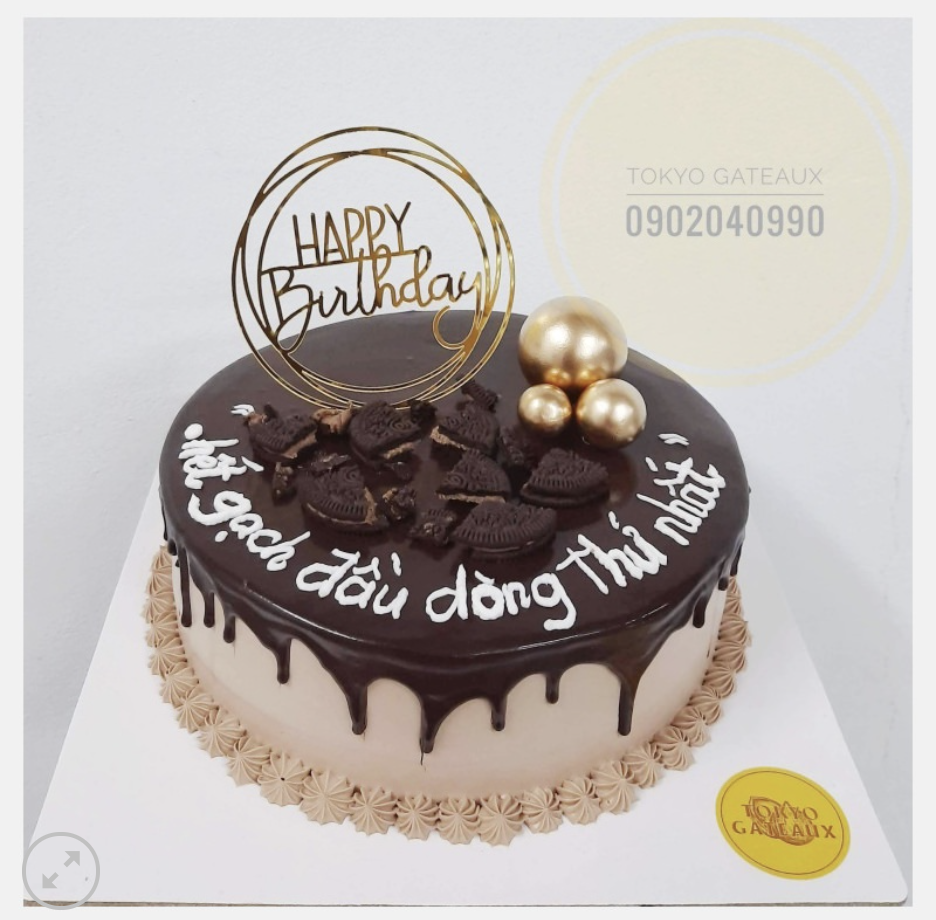 TOKYO GATEAUX
0902040990
HAPPY
Birthday
"hết gạch đầu dòng Thứ nhất"
TOKYO
GATEAUX